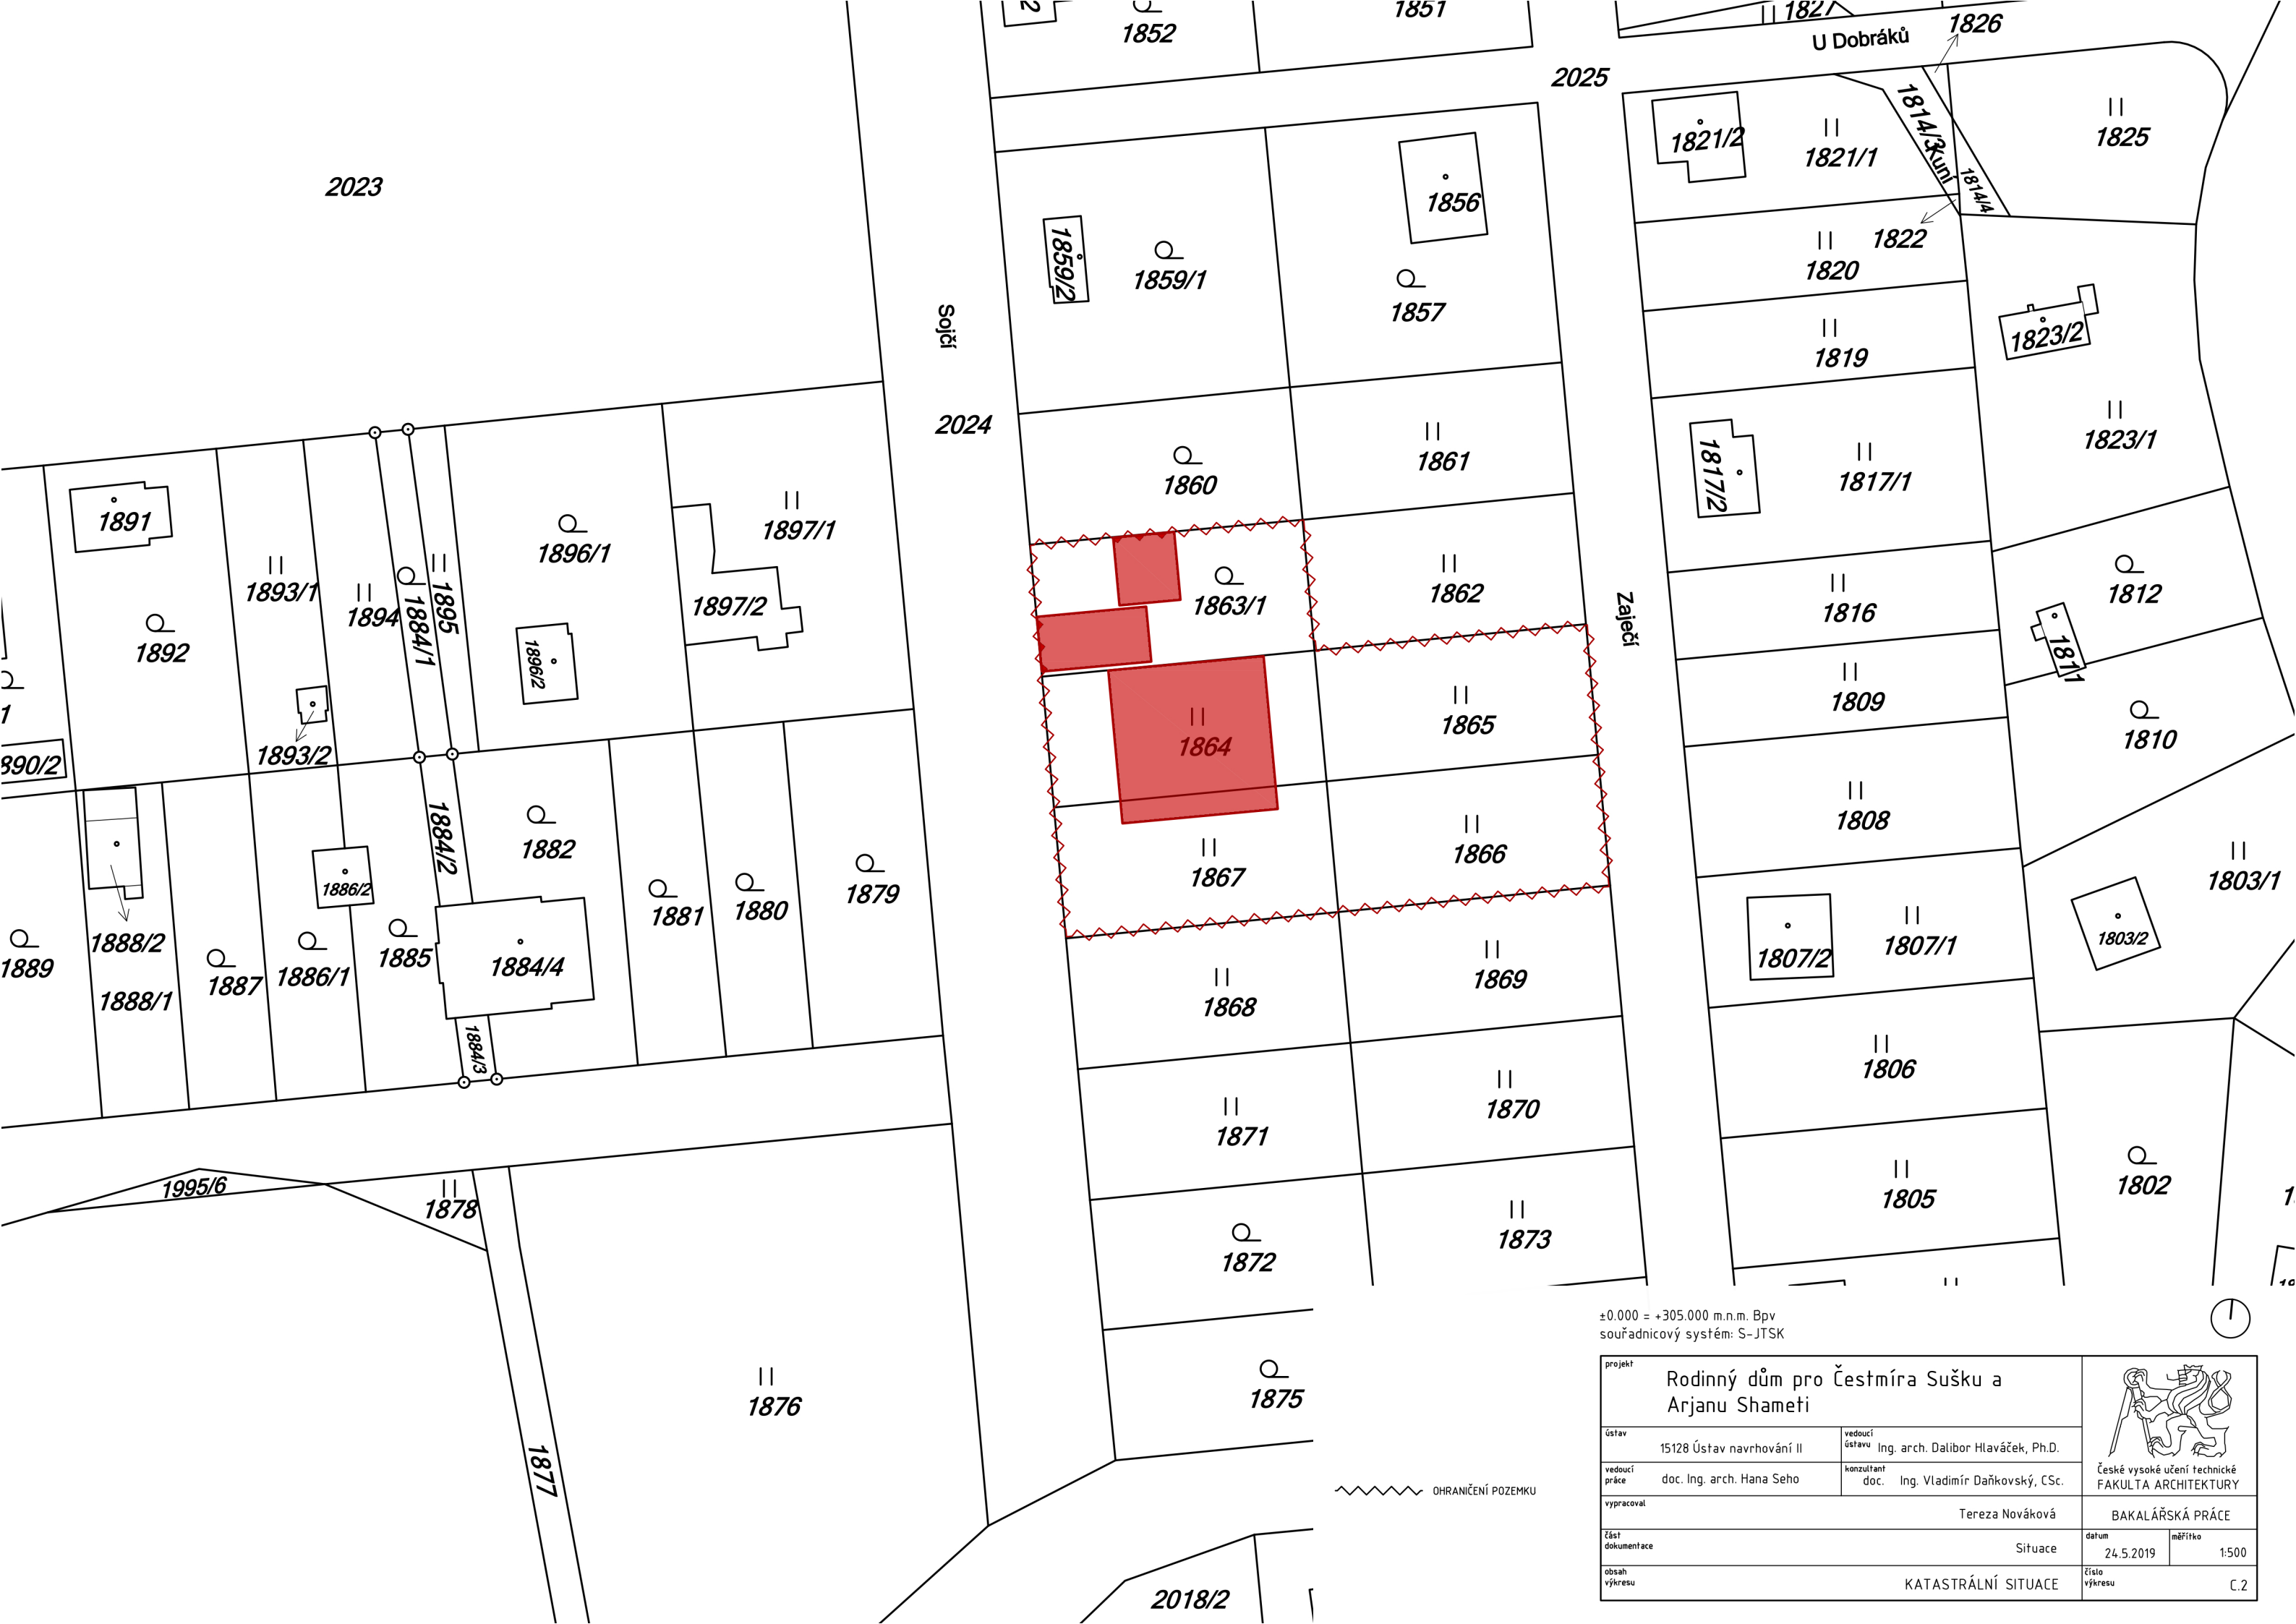 1852
1851
1827
1826
U Dobráků
2025
1821/2
1821/1
1814/3
Kuní
1814/4
1825
2023
1856
1859/2
1859/1
1857
1822
1820
1819
1823/2
Sojčí
2024
1860
1861
1817/2
1817/1
1823/1
1891
1893/1
1894
1884/1
1895
1896/1
1897/1
1897/2
1896/2
1892
1863/1
1862
Zaječí
1816
1812
1811
1809
1810
890/2
1893/2
1864
1865
1808
1884/2
1882
1886/2
1881
1880
1879
1867
1866
1807/2
1807/1
1803/1
1803/2
1889
1888/2
1888/1
1887
1886/1
1885
1884/4
1884/3
1868
1869
1806
1871
1870
1805
1802
1995/6
1878
1872
1873
1876
1875
1877
2018/2
±0.000 = +305.000 m.n.m. Bpv
souřadnicový systém: S-JTSK
OHRANIČENÍ POZEMKU
projekt
Rodinný dům pro Čestmíra Sušku a
Arjanu Shameti
ústav
15128 Ústav navrhování II
vedoucí
ústavu Ing. arch. Dalibor Hlaváček, Ph.D.
vedoucí
práce doc. Ing. arch. Hana Seho
konzultant
doc. Ing. Vladimír Daňkovský, CSc.
České vysoké učení technické
FAKULTA ARCHITEKTURY
vypracoval
Tereza Nováková
BAKALÁŘSKÁ PRÁCE
část
dokumentace
Situace
datum
24.5.2019
měřítko
1:500
obsah
výkresu
KATASTRÁLNÍ SITUACE
číslo
výkresu
C.2